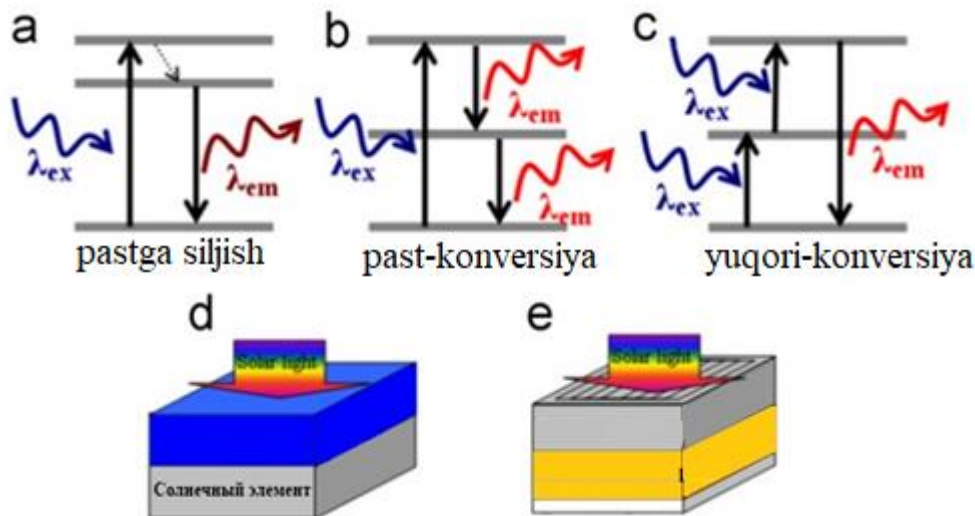 a
b
c
λex
λem
λex
λem
λem
λex
λex
λem
pastga siljish
past-konversiya
yuqori-konversiya
d
e
Solar light
Solar light
Солнечный элемент
1